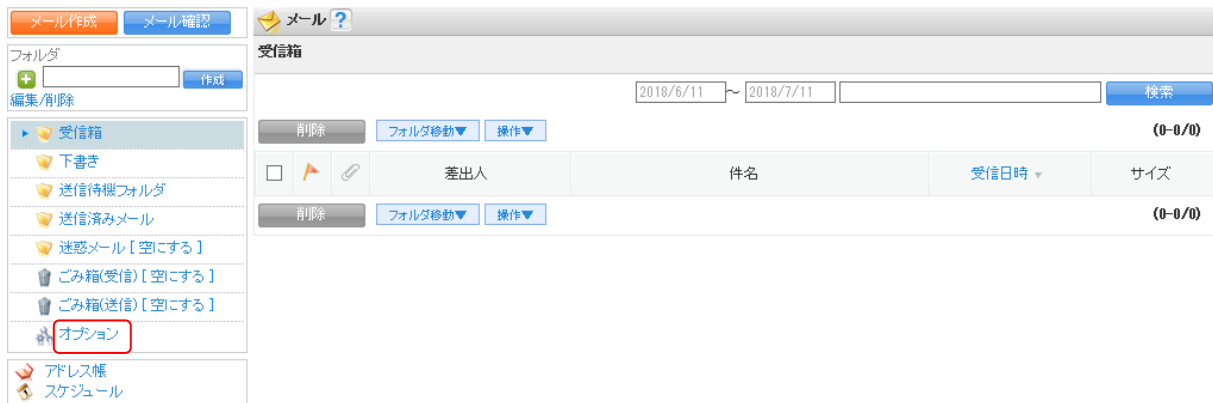 メール作成 メール確認
フォルダ
作成
編集/削除
受信箱
下書き
送信待機フォルダ
送信済みメール
迷惑メール [ 空にする ]
ごみ箱(受信) [ 空にする ]
ごみ箱(送信) [ 空にする ]
オプション
アドレス帳
スケジュール
メール ?
受信箱
2018/6/11 ～ 2018/7/11 検索
削除 フォルダ移動▼ 操作▼ (0-0/0)
差出人 件名 受信日時 ▼ サイズ
削除 フォルダ移動▼ 操作▼ (0-0/0)